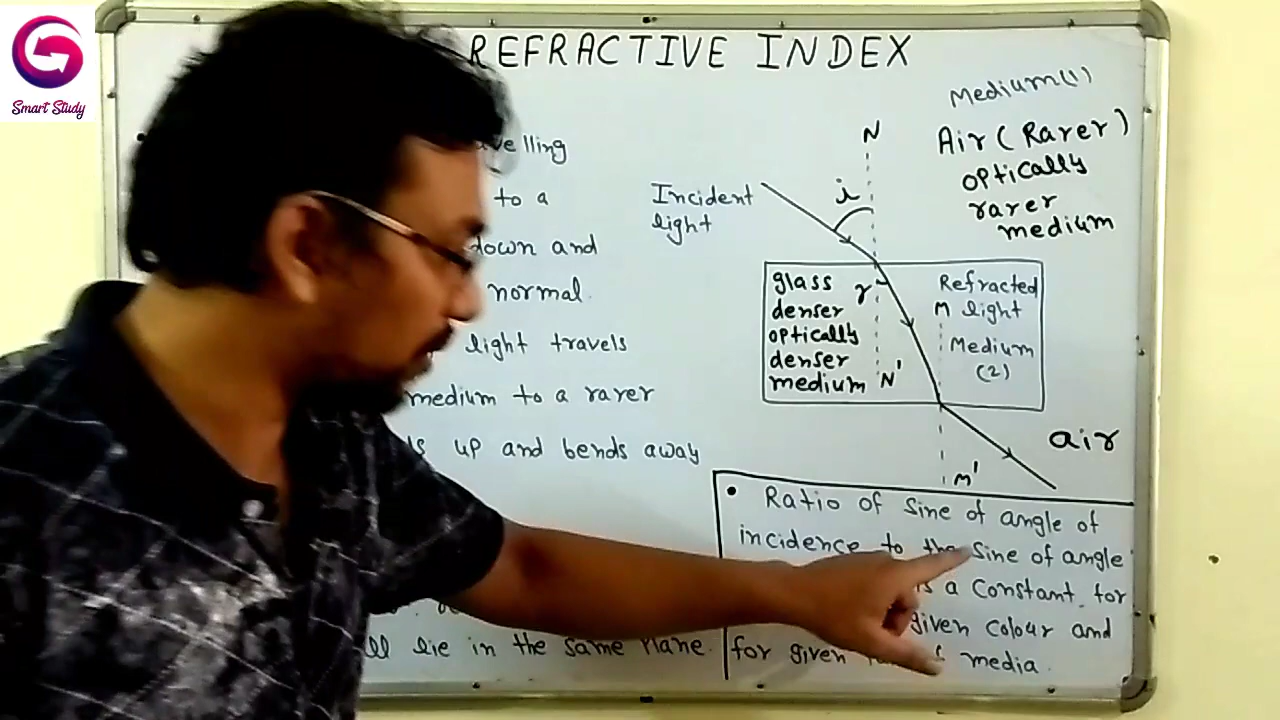 Smart Study
REFRACTIVE INDEX
to a
down and
normal.
light travels
medium to a rarer
up and bends away
lie in the same Plane.
Incident
light
N
i
Medium(1)
Air (Rarer)
optically
rarer
medium
glass
denser
optically
denser
medium
r
N'
Refracted
M light
Medium
(2)
air
M'
• Ratio of Sine of angle of
incidence to the Sine of angle
is a Constant for
given colour and
for given of media.